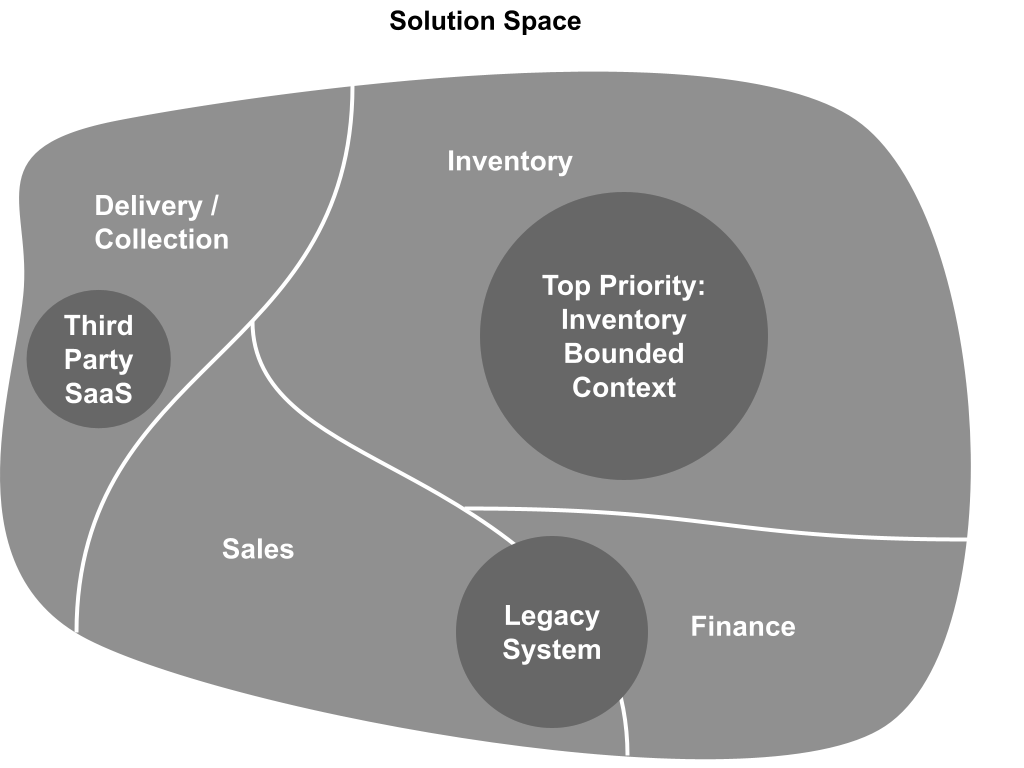 Solution Space
Inventory
Delivery /
Collection
Top Priority:
Inventory
Bounded
Context
Third
Party
SaaS
Sales
Legacy
System
Finance